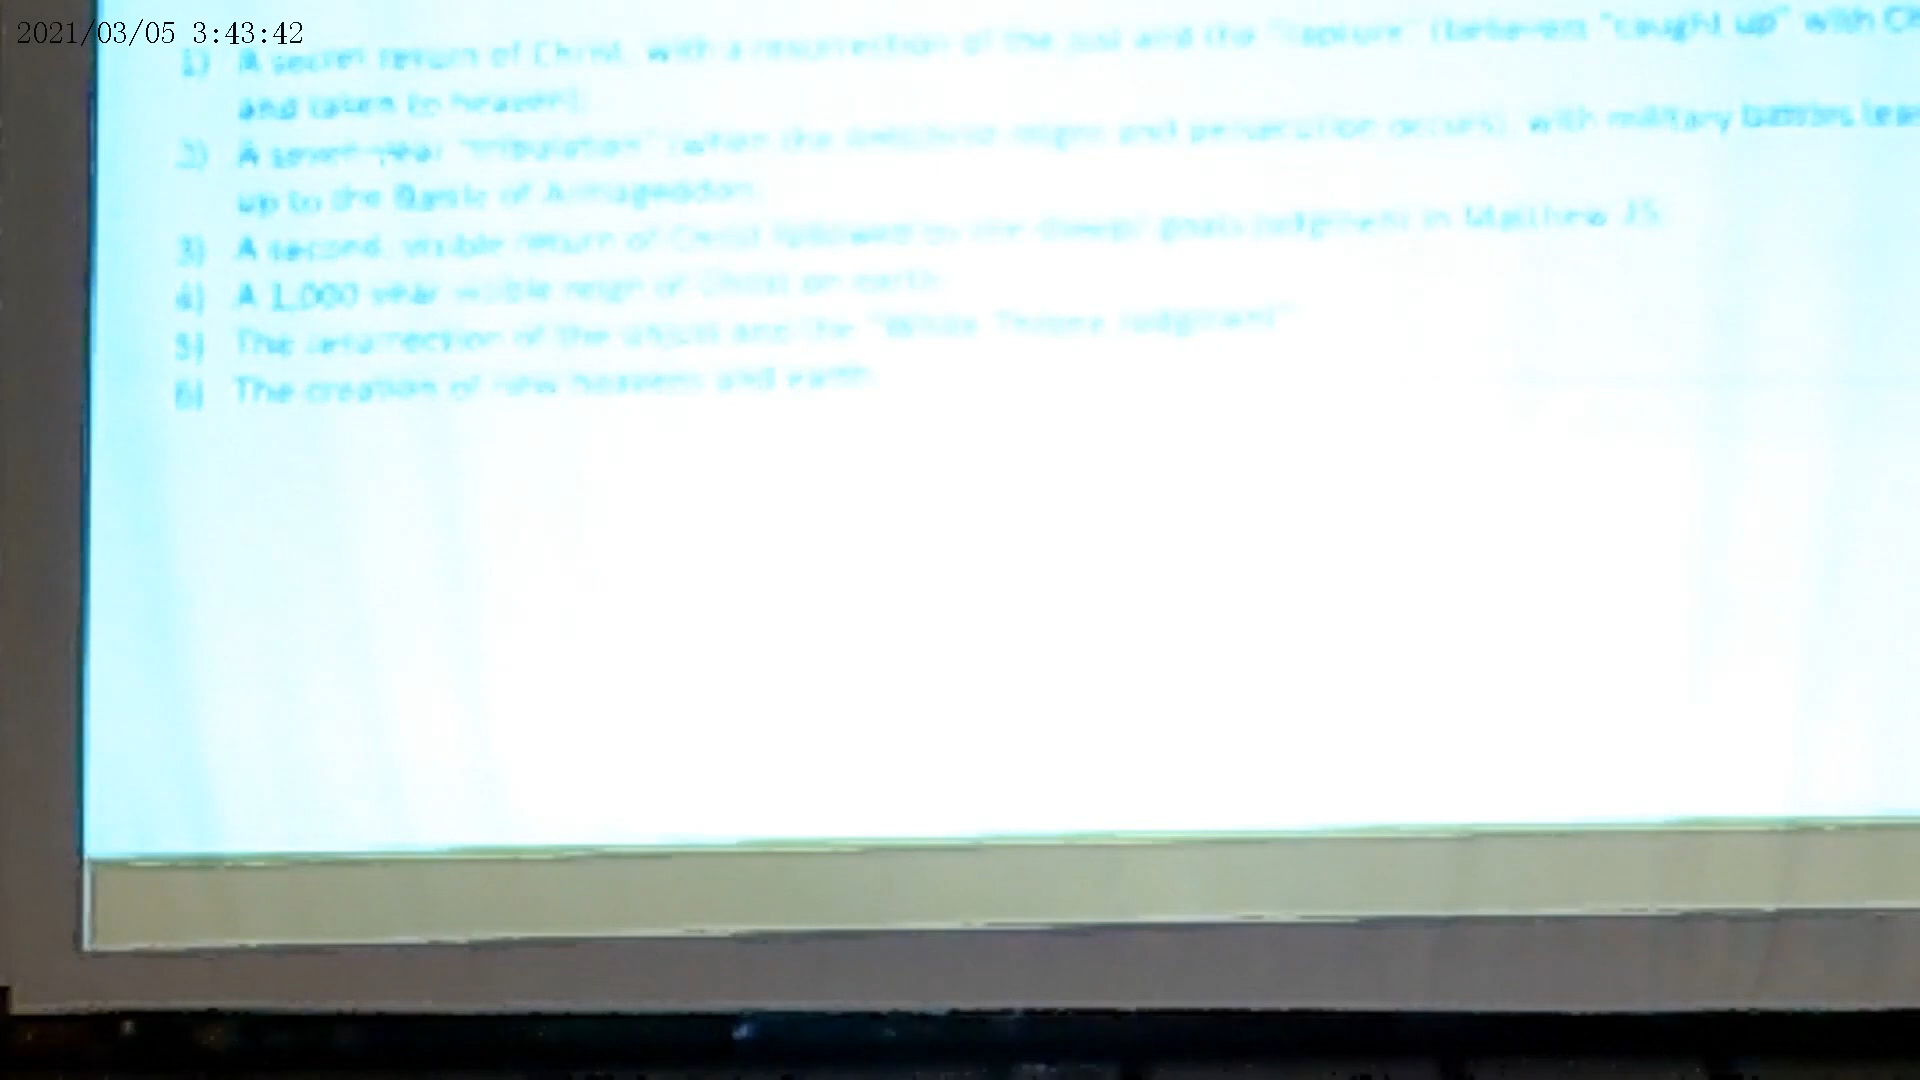 2021/03/05 3:43:42
1) A secret return of Christ, with a resurrection of the just and the "rapture" (believers "caught up" with Ch
and taken to heaven).
2) A seven-year "tribulation" (when the Antichrist reigns and persecution occurs), with military battles lea
up to the Battle of Armageddon.
3) A second, visible return of Christ followed by the sheep/ goats judgment in Matthew 25.
4) A 1,000 year visible reign of Christ on earth.
5) The resurrection of the unjust and the "White Throne Judgment"
6) The creation of new heavens and earth.